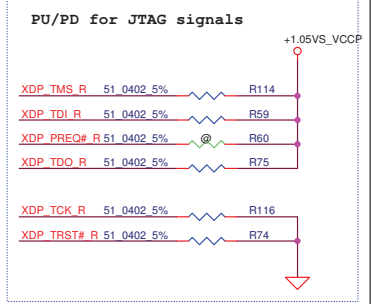 PU/PD for JTAG signals
+1.05VS_VCCP
XDP_TMS_R 51_0402_5% R114
XDP_TDI_R 51_0402_5% R59
XDP_PREQ#_R 51_0402_5% @ R60
XDP_TDO_R 51_0402_5% R75
XDP_TCK_R 51_0402_5% R116
XDP_TRST#_R 51_0402_5% R74